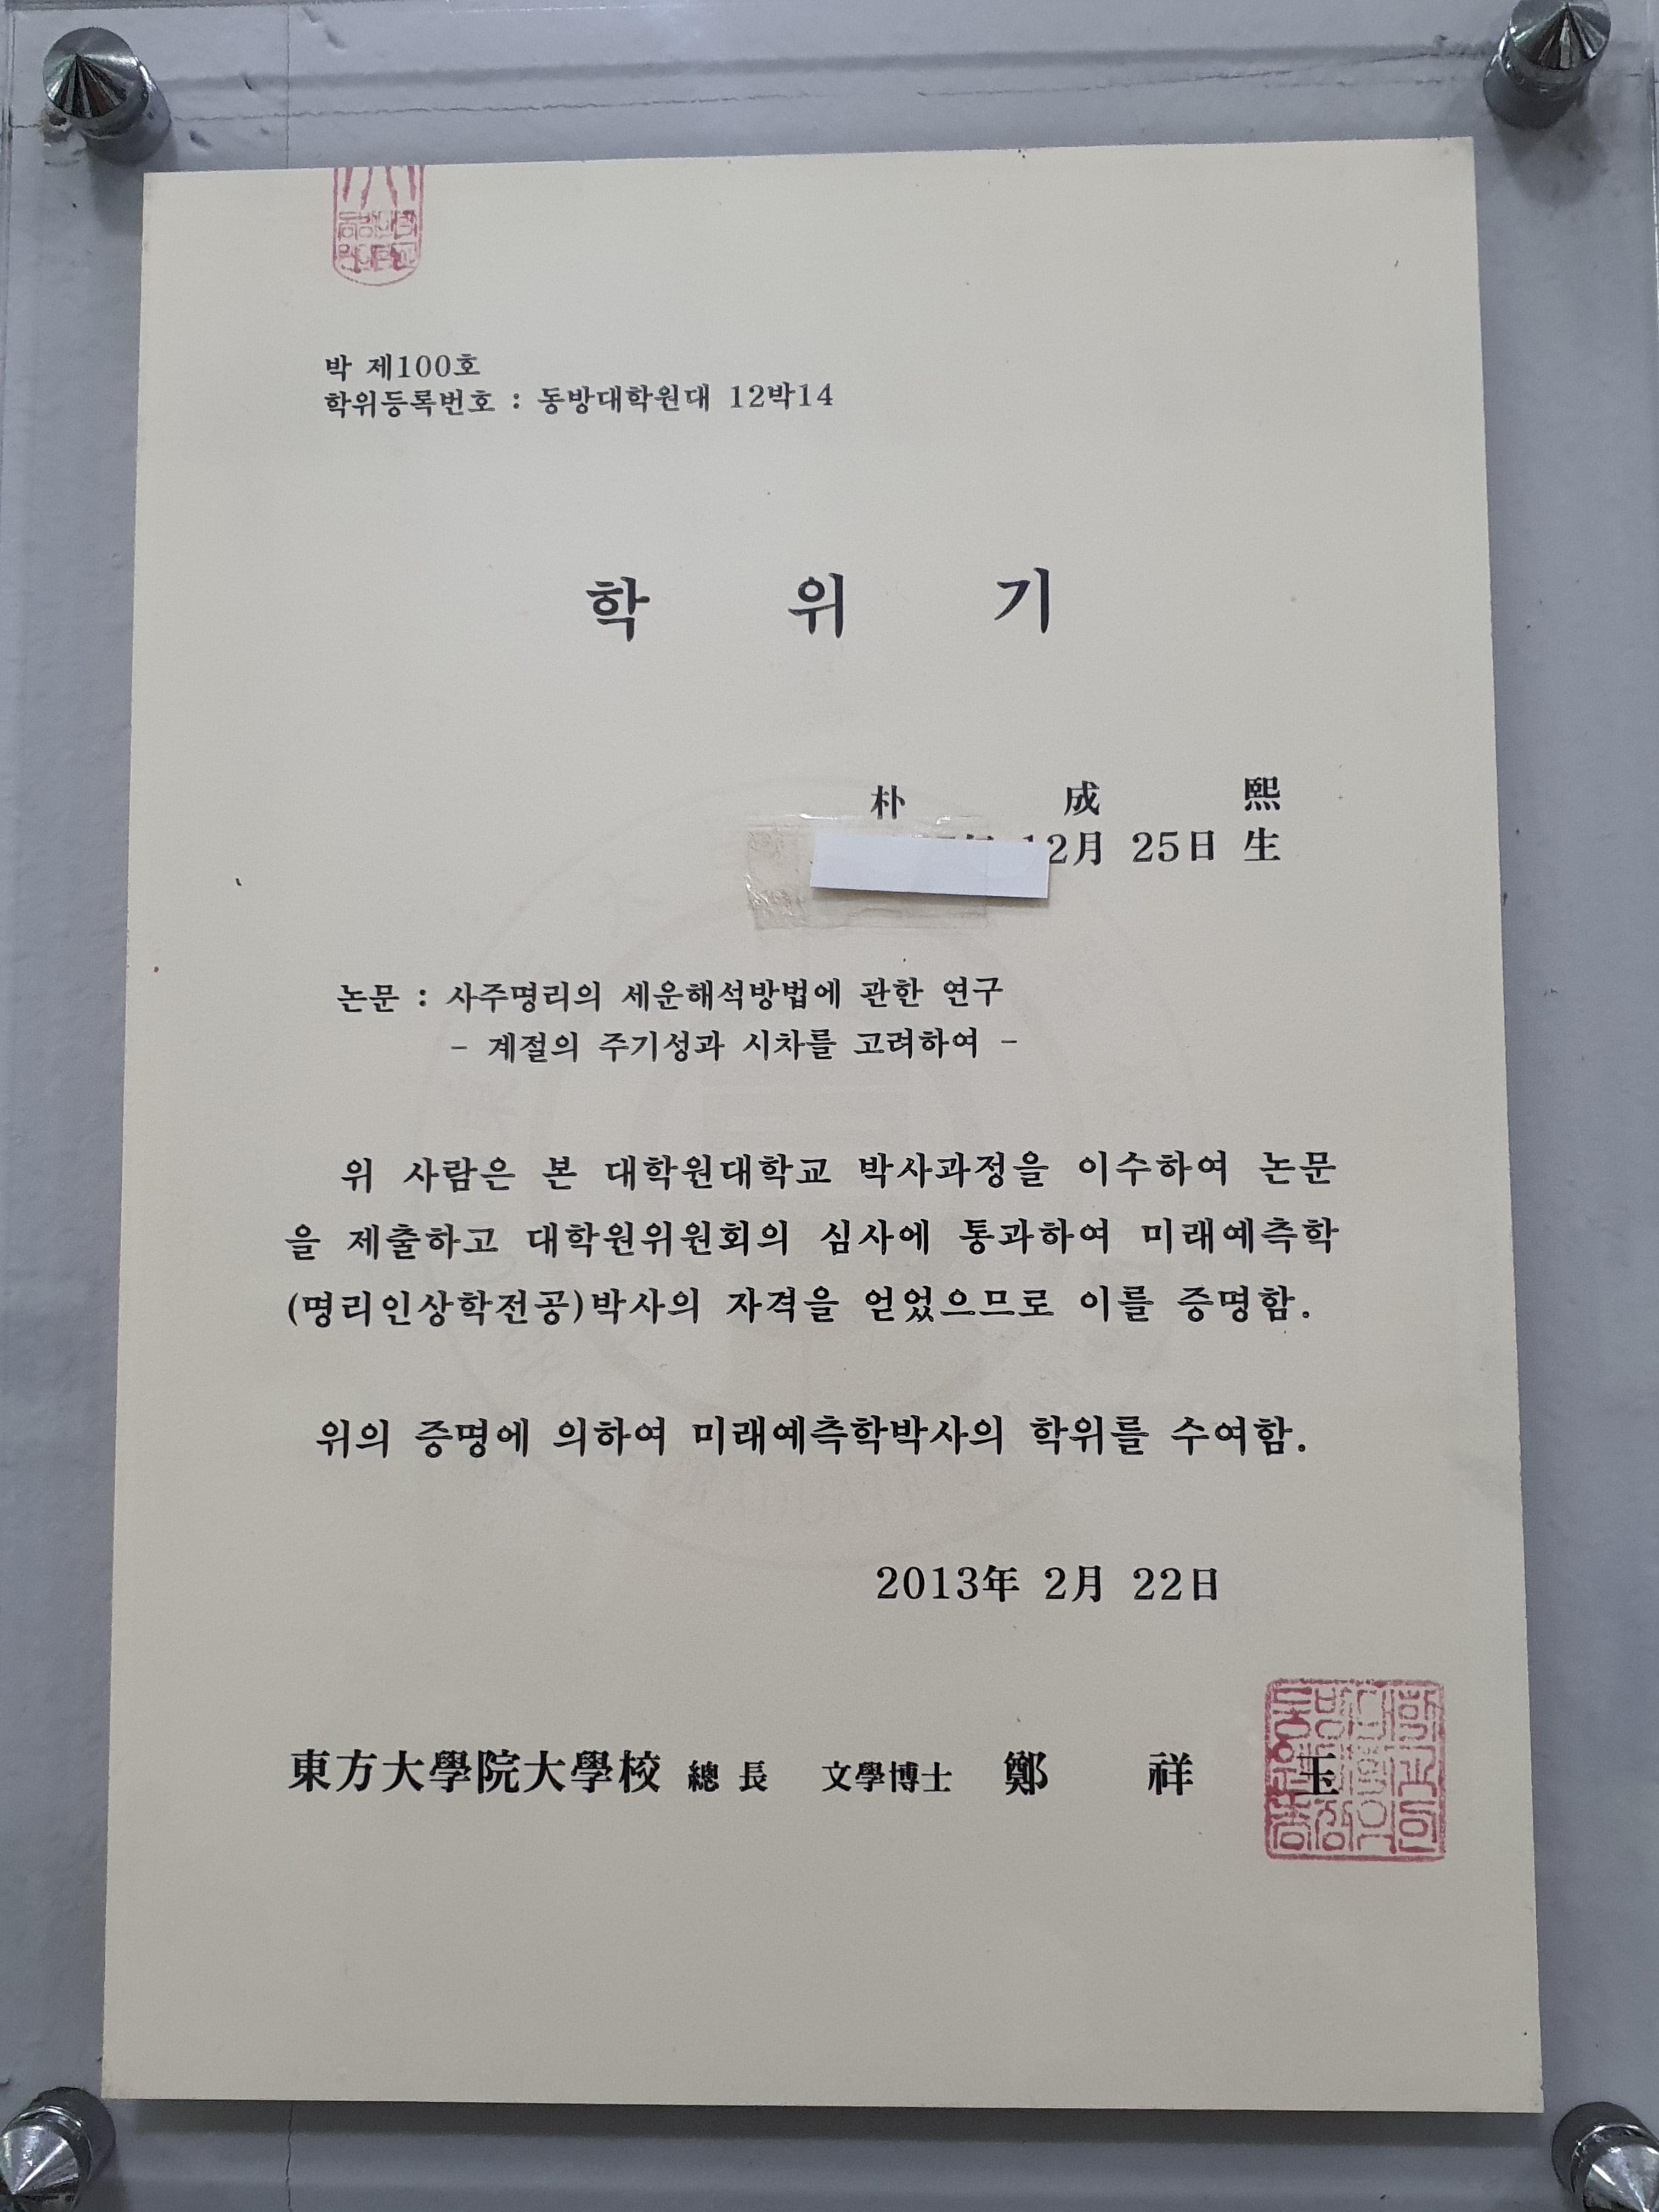 박 제100호
학위등록번호 : 동방대학원대 12박14
학 위 기
朴 成 熙
12月 25日 生
논문 : 사주명리의 세운해석방법에 관한 연구
- 계절의 주기성과 시차를 고려하여 -
위 사람은 본 대학원대학교 박사과정을 이수하여 논문
을 제출하고 대학원위원회의 심사에 통과하여 미래예측학
(명리인상학전공)박사의 자격을 얻었으므로 이를 증명함.
위의 증명에 의하여 미래예측학박사의 학위를 수여함.
2013年 2月 22日
東方大學院大學校 總 長 文學博士 鄭 祥 玉